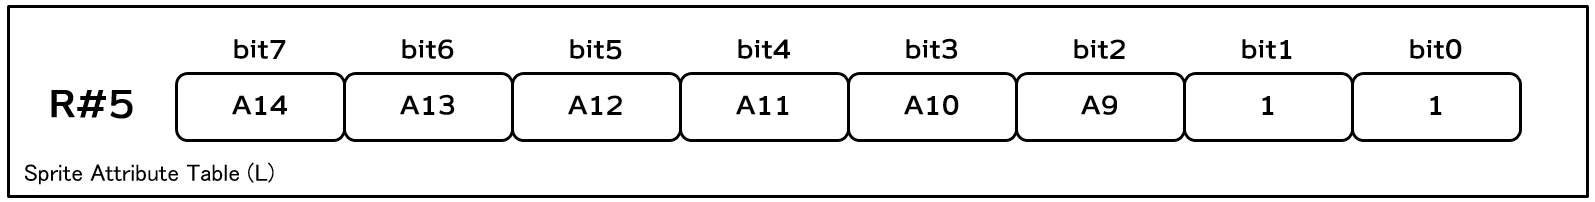 bit7 bit6 bit5 bit4 bit3 bit2 bit1 bit0
R#5 A14 A13 A12 A11 A10 A9 1 1
Sprite Attribute Table (L)